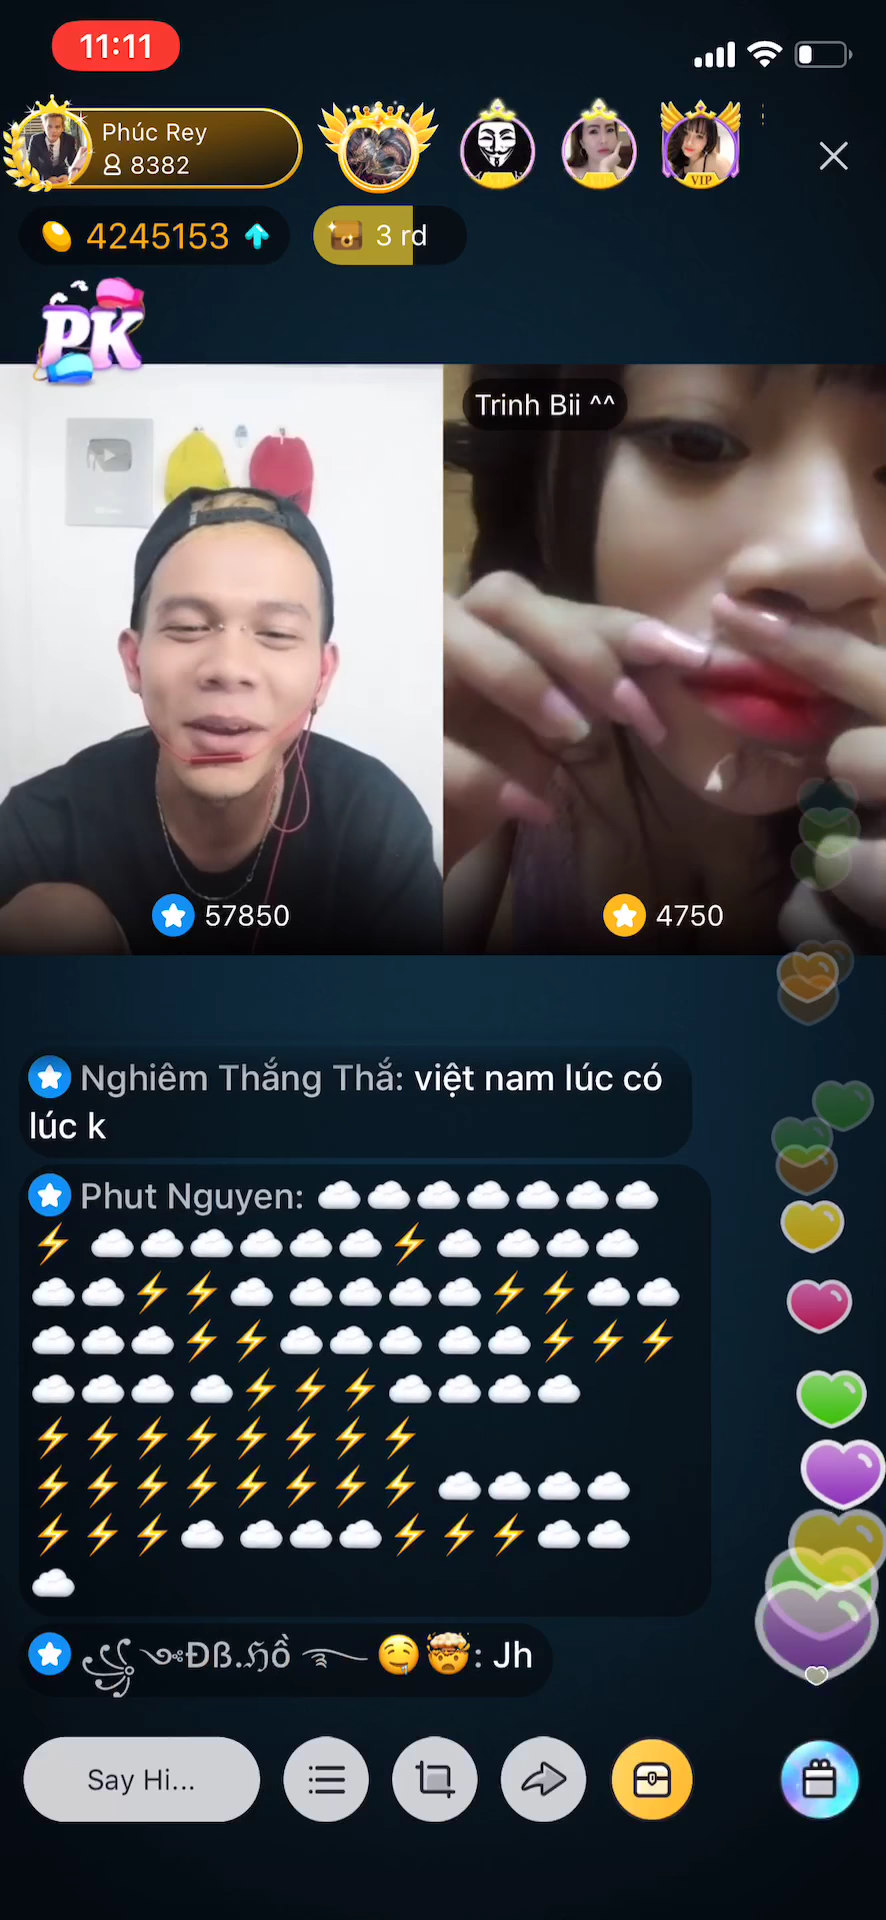 11:11
Phúc Rey
8382
VIP
4245153
3 rd
PK
Trinh Bii ^^
57850
4750
Nghiêm Thắng Thắ: việt nam lúc có
lúc k
Phut Nguyen: ☁️☁️☁️☁️☁️☁️☁️
⚡ ☁️☁️☁️☁️☁️☁️⚡☁️ ☁️☁️☁️
☁️☁️⚡⚡☁️ ☁️☁️☁️☁️⚡⚡☁️☁️
☁️☁️☁️⚡⚡☁️☁️☁️ ☁️☁️⚡⚡⚡
☁️☁️☁️ ☁️⚡⚡⚡☁️☁️☁️☁️
⚡⚡⚡⚡⚡⚡⚡⚡
⚡⚡⚡⚡⚡⚡⚡⚡ ☁️☁️☁️☁️
⚡⚡⚡☁️ ☁️☁️☁️⚡⚡⚡☁️☁️
☁️
꧁༺ĐB.ℌồ ࿐🤤🤯: Jh
Say Hi...